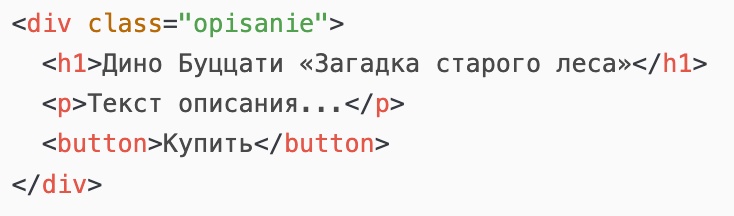 <div class="opisanie">
<h1>Дино Буццати «Загадка старого леса»</h1>
<p>Текст описания...</p>
<button>Купить</button>
</div>